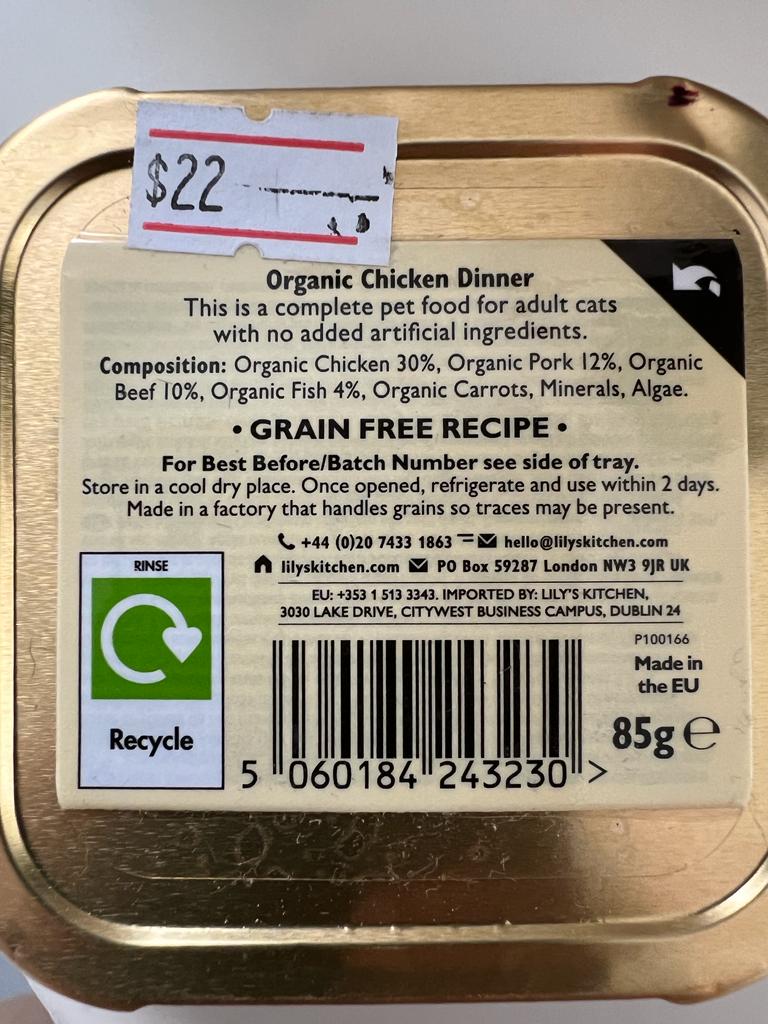 $22
Organic Chicken Dinner
This is a complete pet food for adult cats
with no added artificial ingredients.
Composition: Organic Chicken 30%, Organic Pork 12%, Organic
Beef 10%, Organic Fish 4%, Organic Carrots, Minerals, Algae.
• GRAIN FREE RECIPE •
For Best Before/Batch Number see side of tray.
Store in a cool dry place. Once opened, refrigerate and use within 2 days.
Made in a factory that handles grains so traces may be present.
+44 (0)20 7433 1863 hello@lilyskitchen.com
lilyskitchen.com PO Box 59287 London NW3 9JR UK
EU: +353 1 513 3343. IMPORTED BY: LILY'S KITCHEN,
3030 LAKE DRIVE, CITYWEST BUSINESS CAMPUS, DUBLIN 24
RINSE
Recycle
P100166
Made in
the EU
85g ℮
5 060184 243230 >